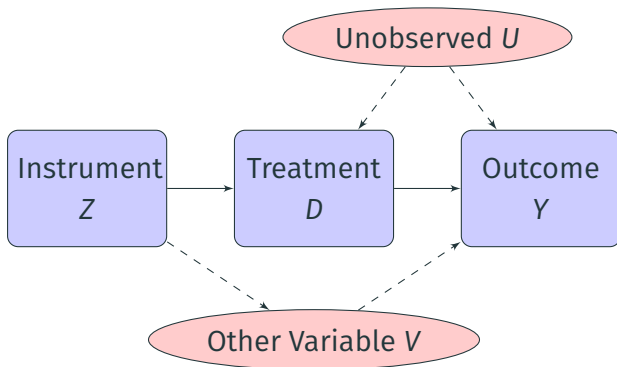 Unobserved U
Instrument
Z
Treatment
D
Outcome
Y
Other Variable V